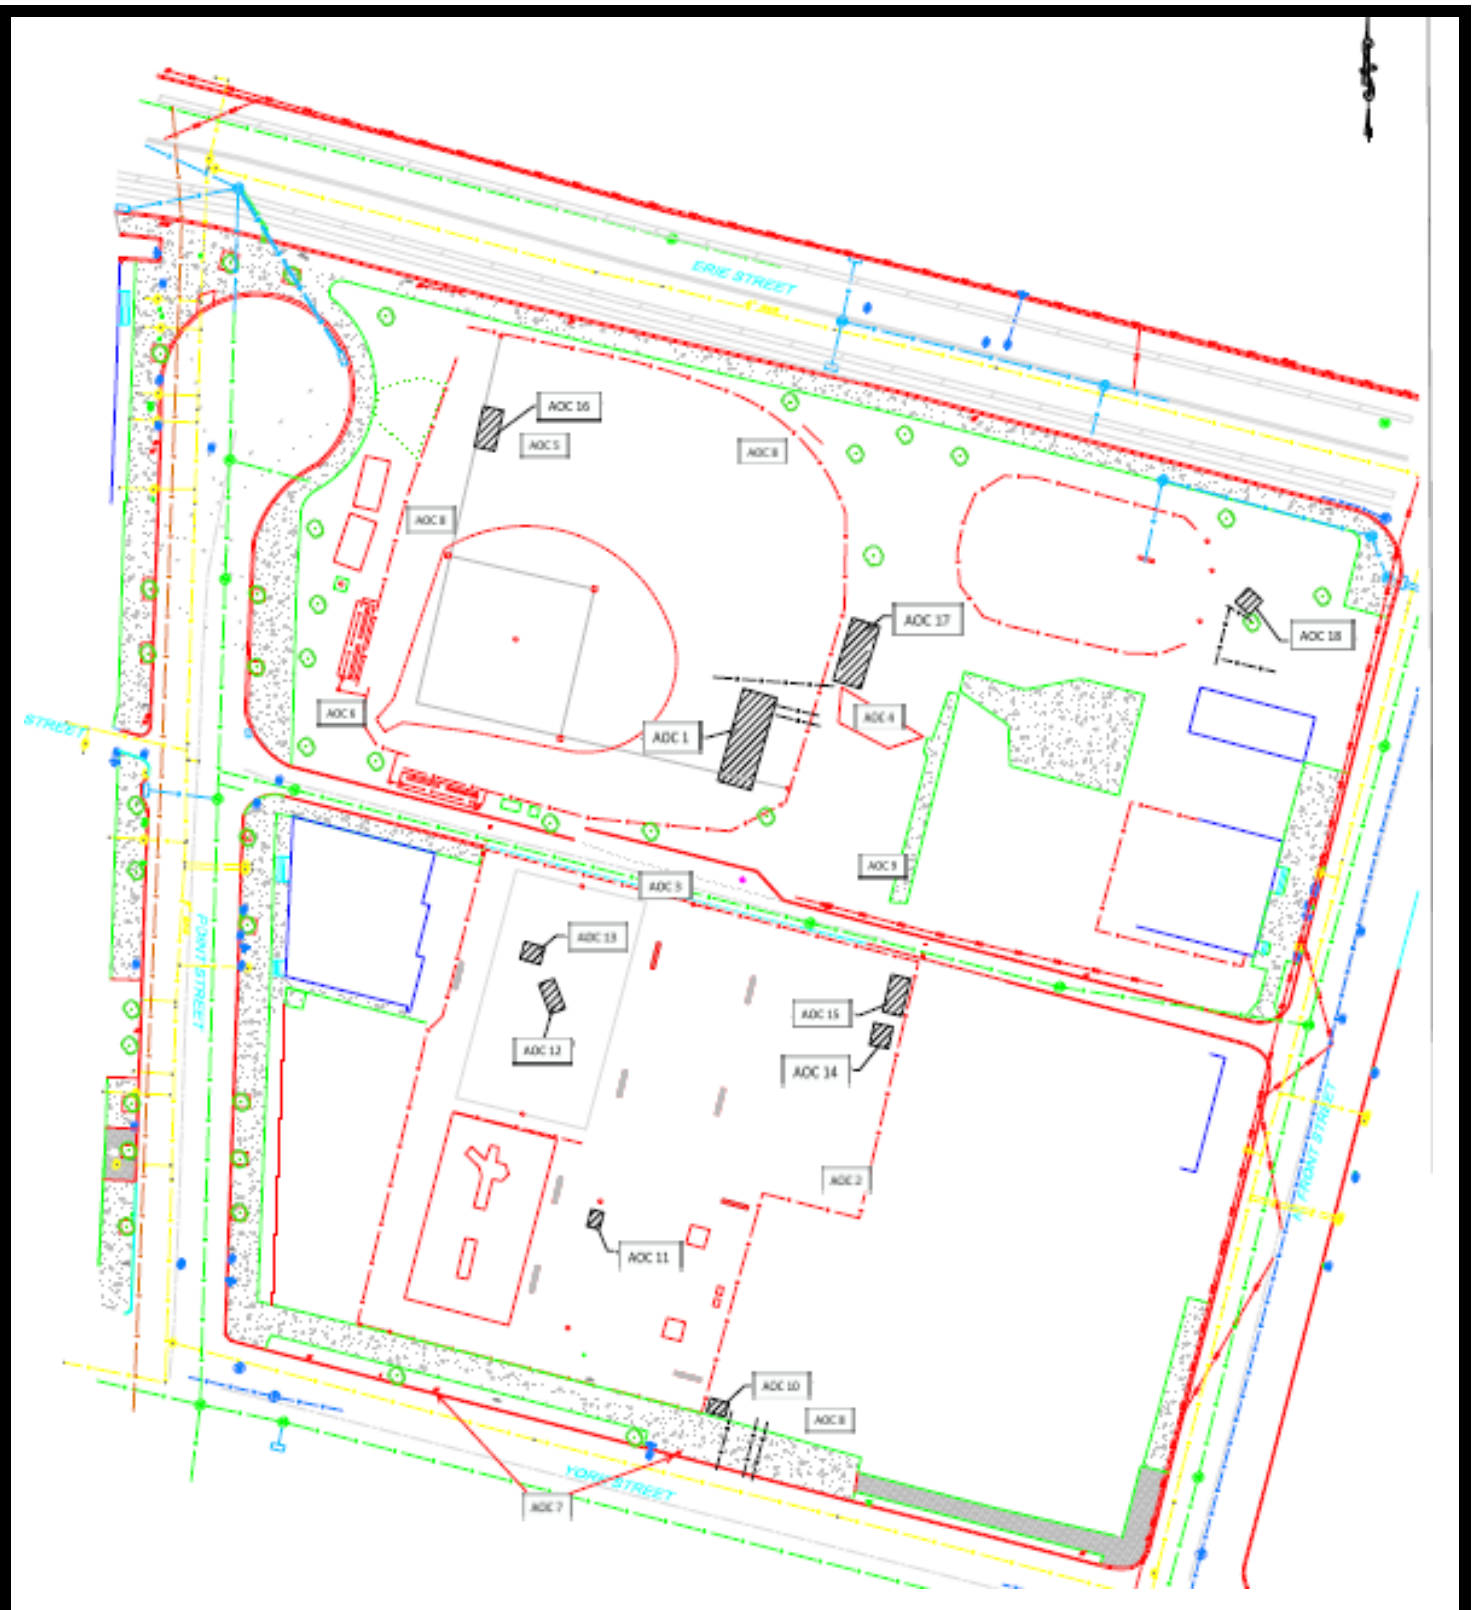 ERIE STREET
AOC 16
AOC 5
AOC 8
AOC 8
AOC 17
AOC 18
AOC 6
AOC 4
STREET
AOC 1
AOC 9
AOC 3
AOC 13
POINT STREET
AOC 15
AOC 12
AOC 14
N. FRONT STREET
AOC 2
AOC 11
AOC 10
AOC 8
YORK STREET
AOC 7